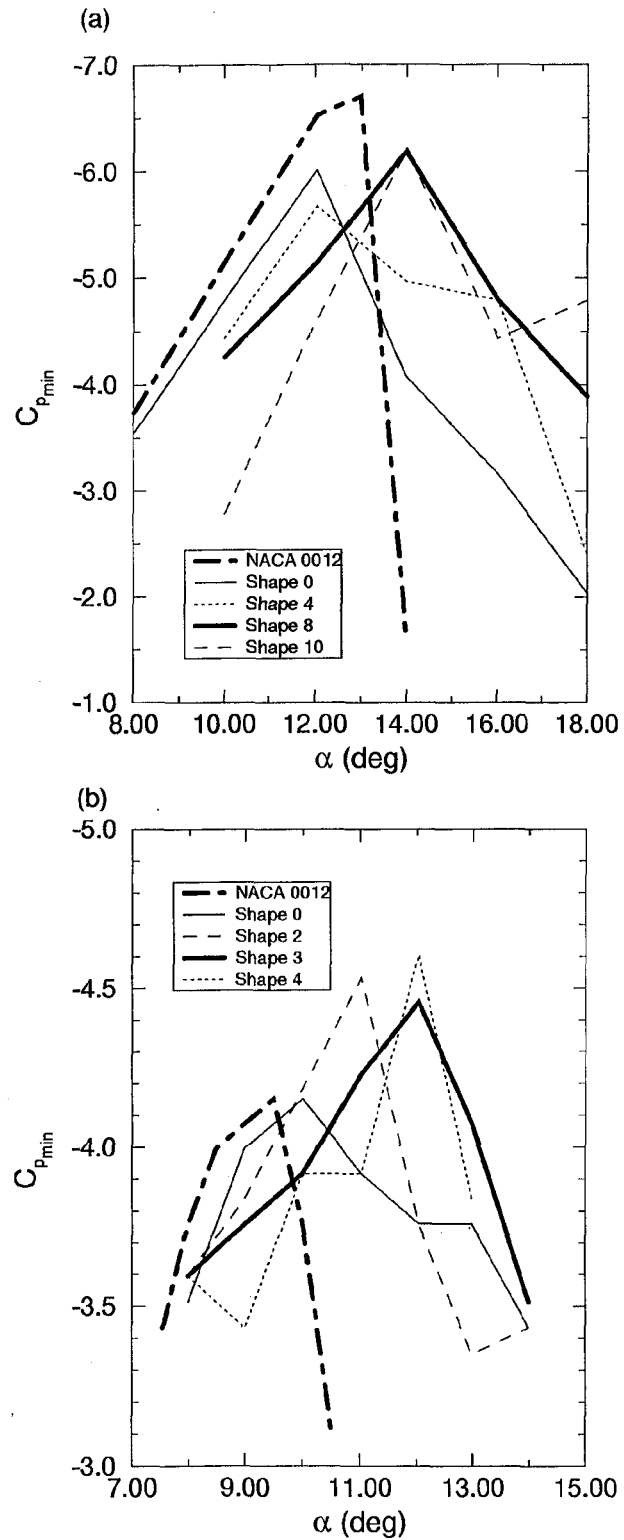 (a)
-7.0
-6.0
-5.0
-4.0
-3.0
-2.0
-1.0
C_p_min
NACA 0012
Shape 0
Shape 4
Shape 8
Shape 10
8.00 10.00 12.00 14.00 16.00 18.00
α (deg)
(b)
-5.0
-4.5
-4.0
-3.5
-3.0
C_p_min
NACA 0012
Shape 0
Shape 2
Shape 3
Shape 4
7.00 9.00 11.00 13.00 15.00
α (deg)